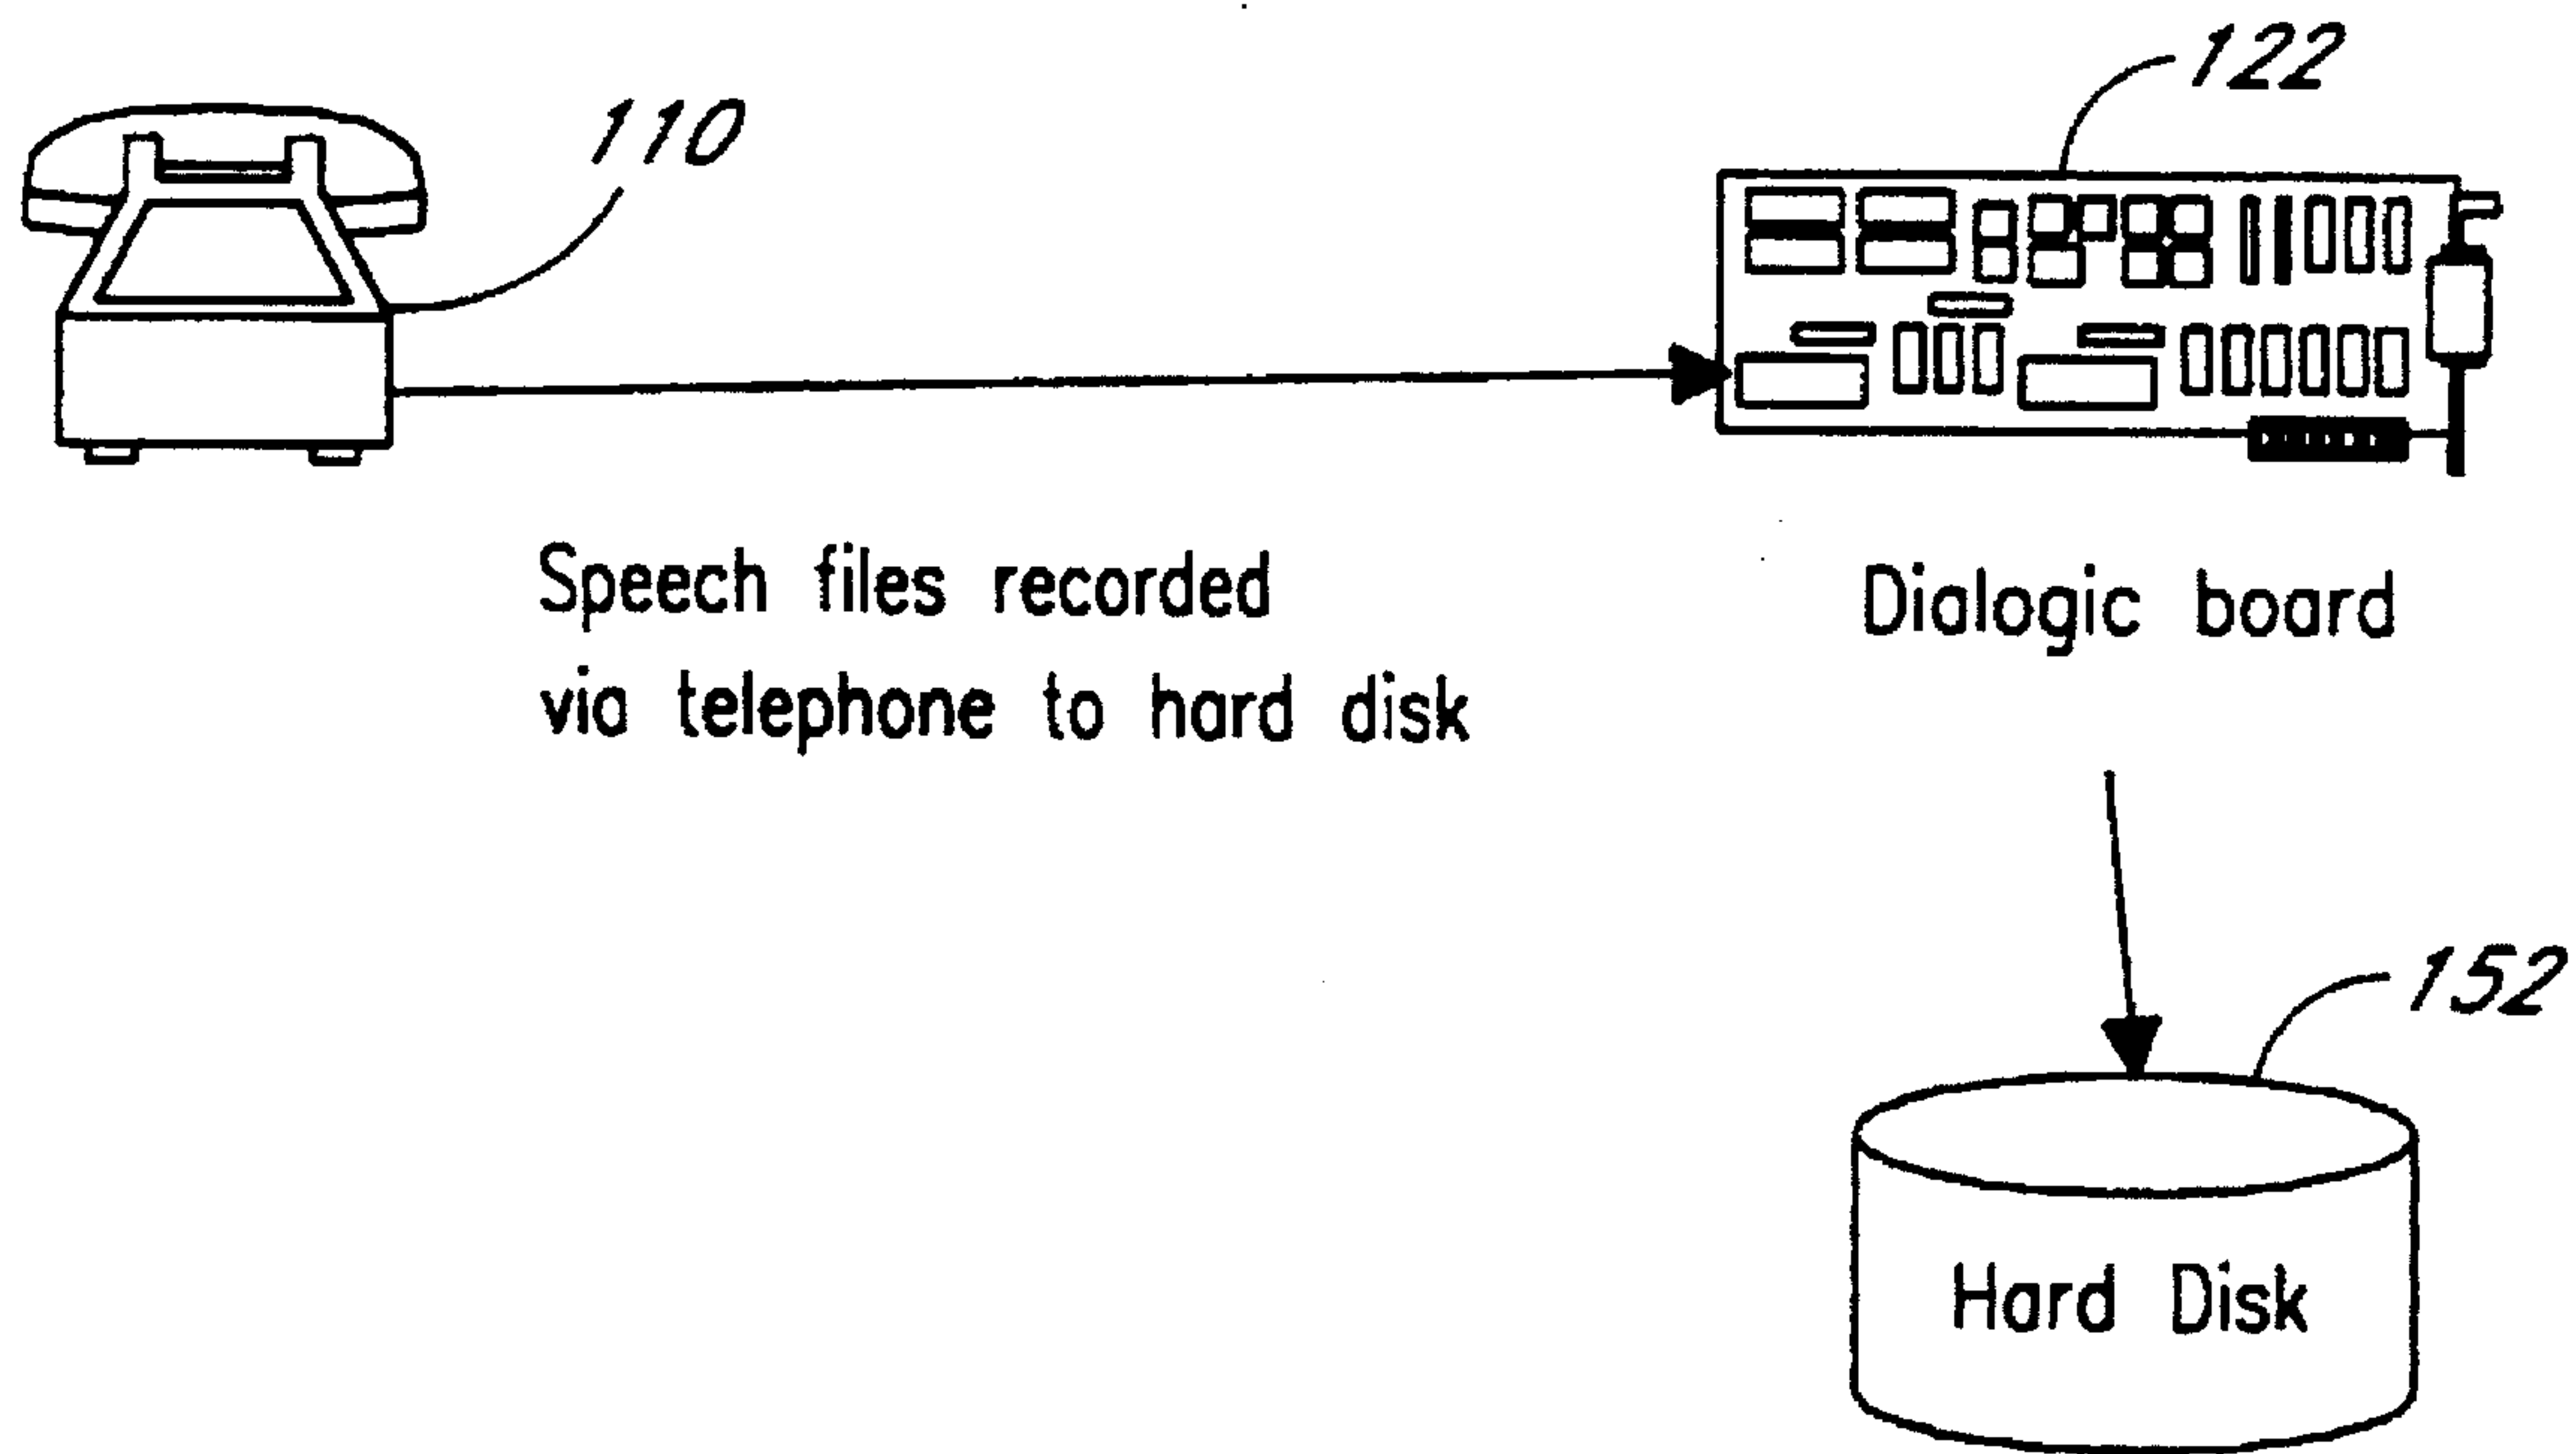 110
122
Speech files recorded
via telephone to hard disk
Dialogic board
152
Hard Disk